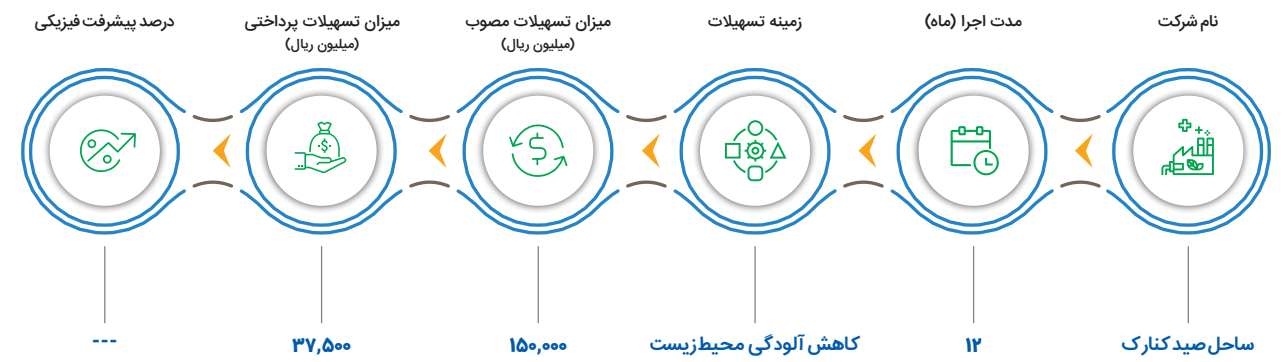 نام شرکت
مدت اجرا (ماه)
زمینه تسهیلات
میزان تسهیلات مصوب
(میلیون ریال)
میزان تسهیلات پرداختی
(میلیون ریال)
درصد پیشرفت فیزیکی
ساحل صید کنارک
۱۲
کاهش آلودگی محیط‌زیست
۱۵۰,۰۰۰
۳۷,۵۰۰
---